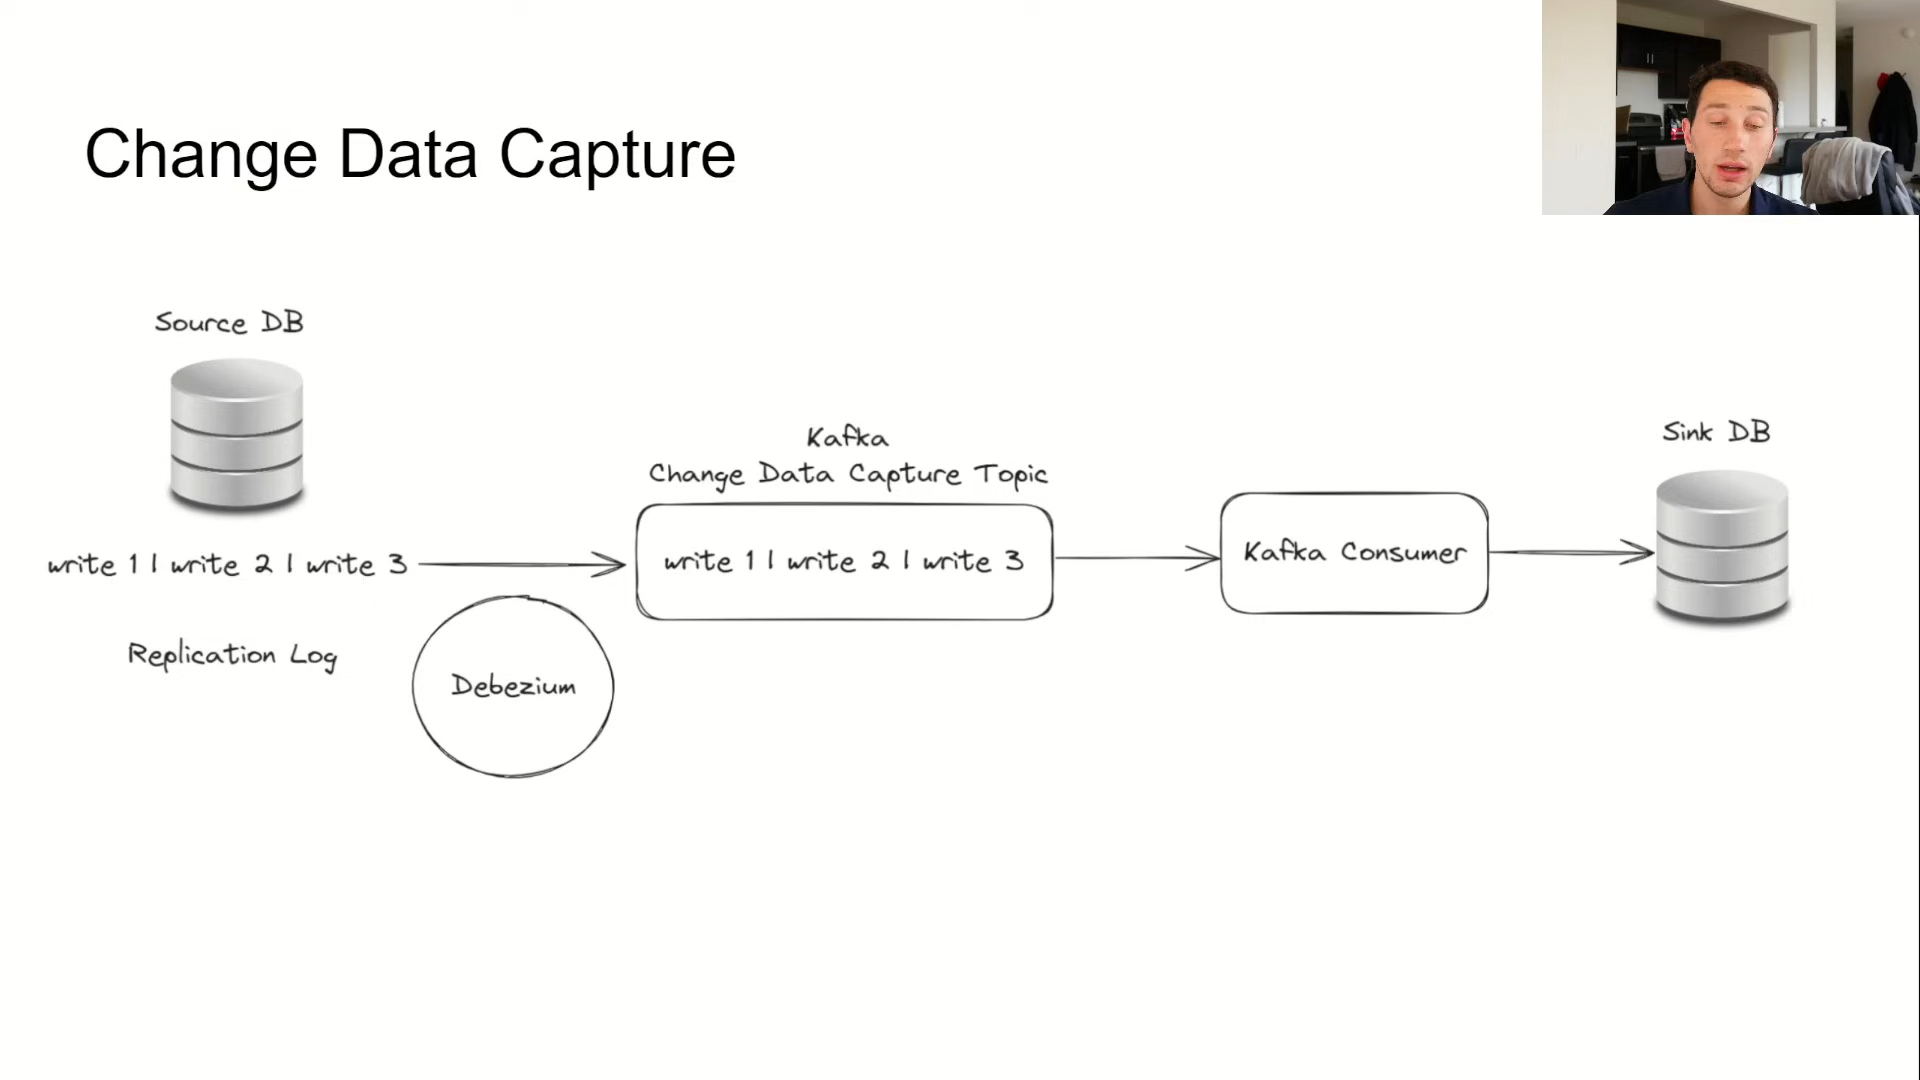 Change Data Capture
Source DB
write 1 | write 2 | write 3
Replication Log
Debezium
Kafka
Change Data Capture Topic
write 1 | write 2 | write 3
Kafka Consumer
Sink DB